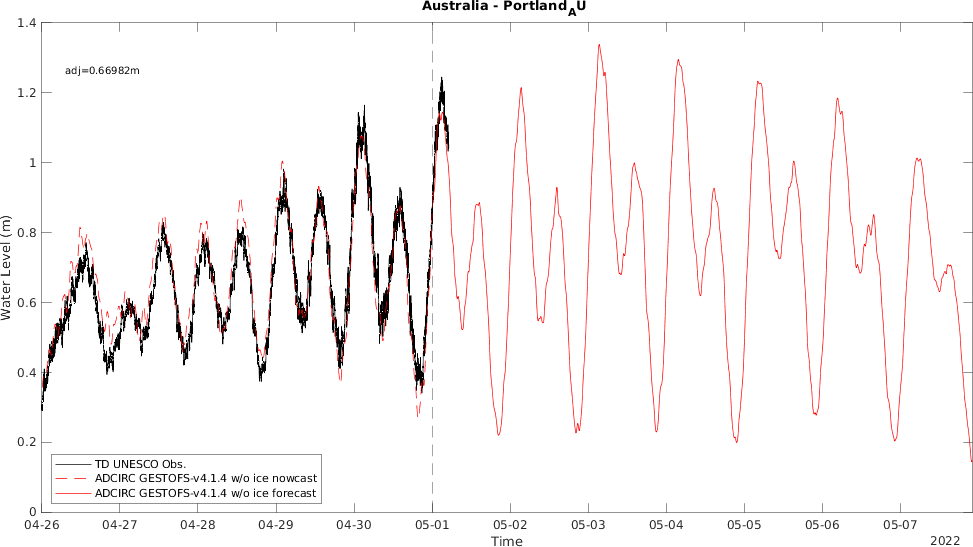 Australia - Portland_AU
adj=0.66982m
Water Level (m)
1.4
1.2
1
0.8
0.6
0.4
0.2
0
TD UNESCO Obs.
ADCIRC GESTOFS-v4.1.4 w/o ice nowcast
ADCIRC GESTOFS-v4.1.4 w/o ice forecast
04-26 04-27 04-28 04-29 04-30 05-01 05-02 05-03 05-04 05-05 05-06 05-07
Time
2022